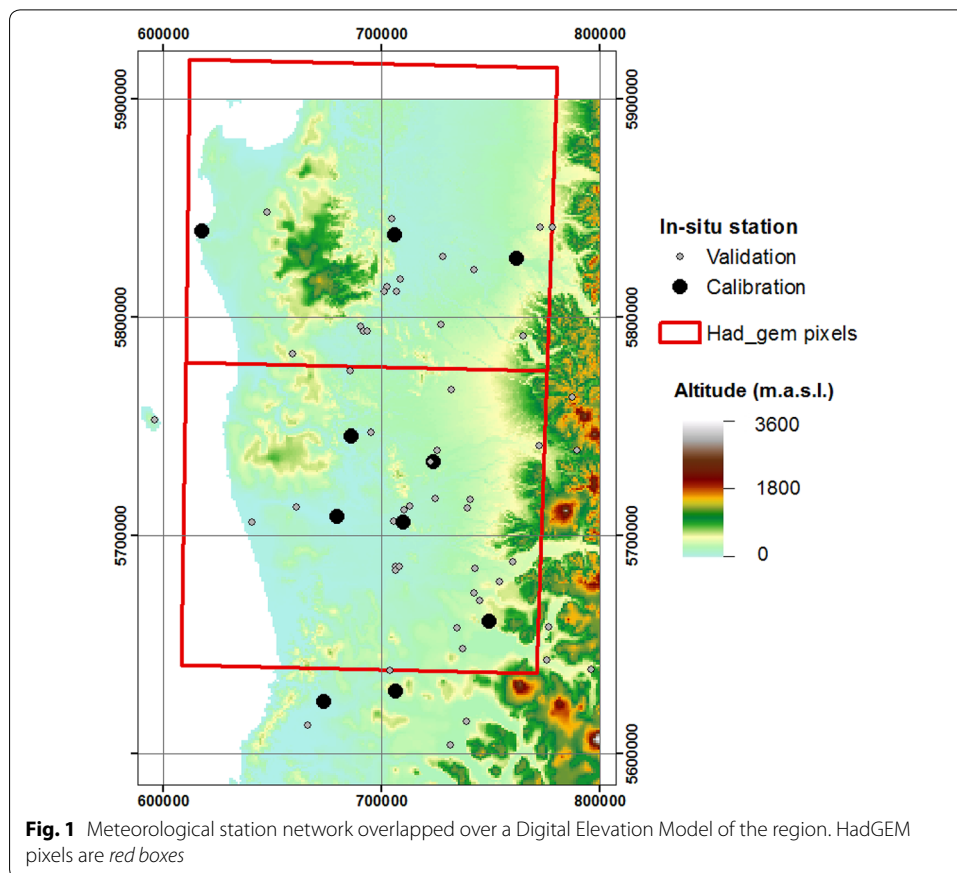 600000 700000 800000
5900000 5900000
5800000 5800000
5700000 5700000
5600000 5600000
600000 700000 800000
In-situ station
Validation
Calibration
Had_gem pixels
Altitude (m.a.s.l.)
3600
1800
0
Fig. 1 Meteorological station network overlapped over a Digital Elevation Model of the region. HadGEM
pixels are red boxes